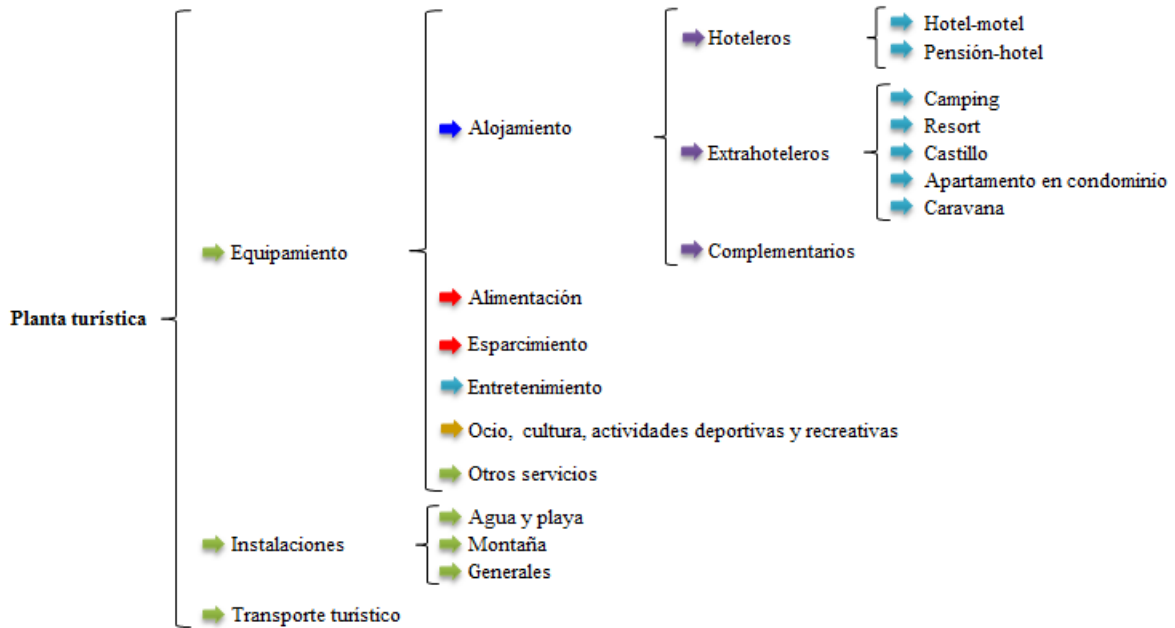 Planta turística
Equipamiento
Alojamiento
Hoteleros
Hotel-motel
Pensión-hotel
Extrahoteleros
Camping
Resort
Castillo
Apartamento en condominio
Caravana
Complementarios
Alimentación
Esparcimiento
Entretenimiento
Ocio, cultura, actividades deportivas y recreativas
Otros servicios
Instalaciones
Agua y playa
Montaña
Generales
Transporte turístico